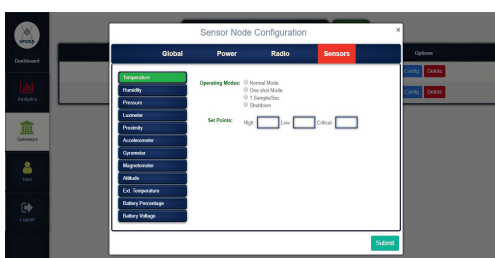 Sensor Node Configuration
×
SPIDER
Dashboard
Analytics
Gateways
User
Logout
Global Power Radio Sensors
Options
Config Delete
Config Delete
Temperature
Humidity
Pressure
Luxmeter
Proximity
Accelerometer
Gyrometer
Magnetometer
Altitude
Ext. Temperature
Battery Percentage
Battery Voltage
Operating Modes: Normal Mode
One shot Mode
1 Sample/Sec
Shutdown
Set Points: High: Low: Critical:
Submit